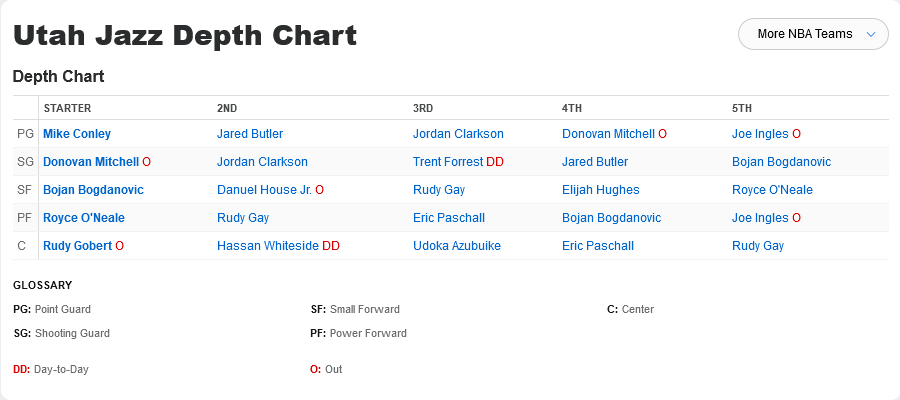 Utah Jazz Depth Chart
More NBA Teams
Depth Chart
STARTER 2ND 3RD 4TH 5TH
PG Mike Conley Jared Butler Jordan Clarkson Donovan Mitchell O Joe Ingles O
SG Donovan Mitchell O Jordan Clarkson Trent Forrest DD Jared Butler Bojan Bogdanovic
SF Bojan Bogdanovic Danuel House Jr. O Rudy Gay Elijah Hughes Royce O'Neale
PF Royce O'Neale Rudy Gay Eric Paschall Bojan Bogdanovic Joe Ingles O
C Rudy Gobert O Hassan Whiteside DD Udoka Azubuike Eric Paschall Rudy Gay
GLOSSARY
PG: Point Guard SF: Small Forward C: Center
SG: Shooting Guard PF: Power Forward
DD: Day-to-Day O: Out